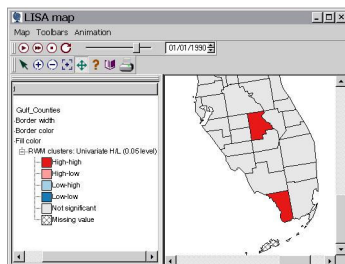 LISA map
Map Toolbars Animation
01/01/1990
Gulf_Counties
Border width
Border color
Fill color
RWM clusters: Univariate H/L (0.06 level)
High-high
High-low
Low-high
Low-low
Not significant
Missing value